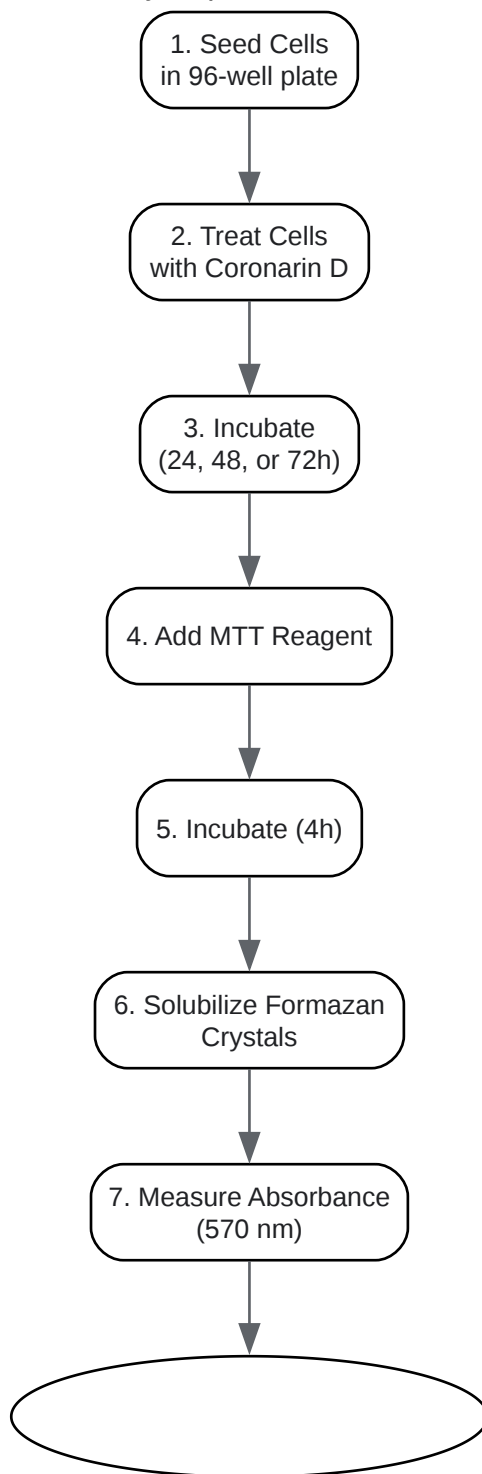 1. Seed Cells
in 96-well plate
2. Treat Cells
with Coronarin D
3. Incubate
(24, 48, or 72h)
4. Add MTT Reagent
5. Incubate (4h)
6. Solubilize Formazan
Crystals
7. Measure Absorbance
(570 nm)